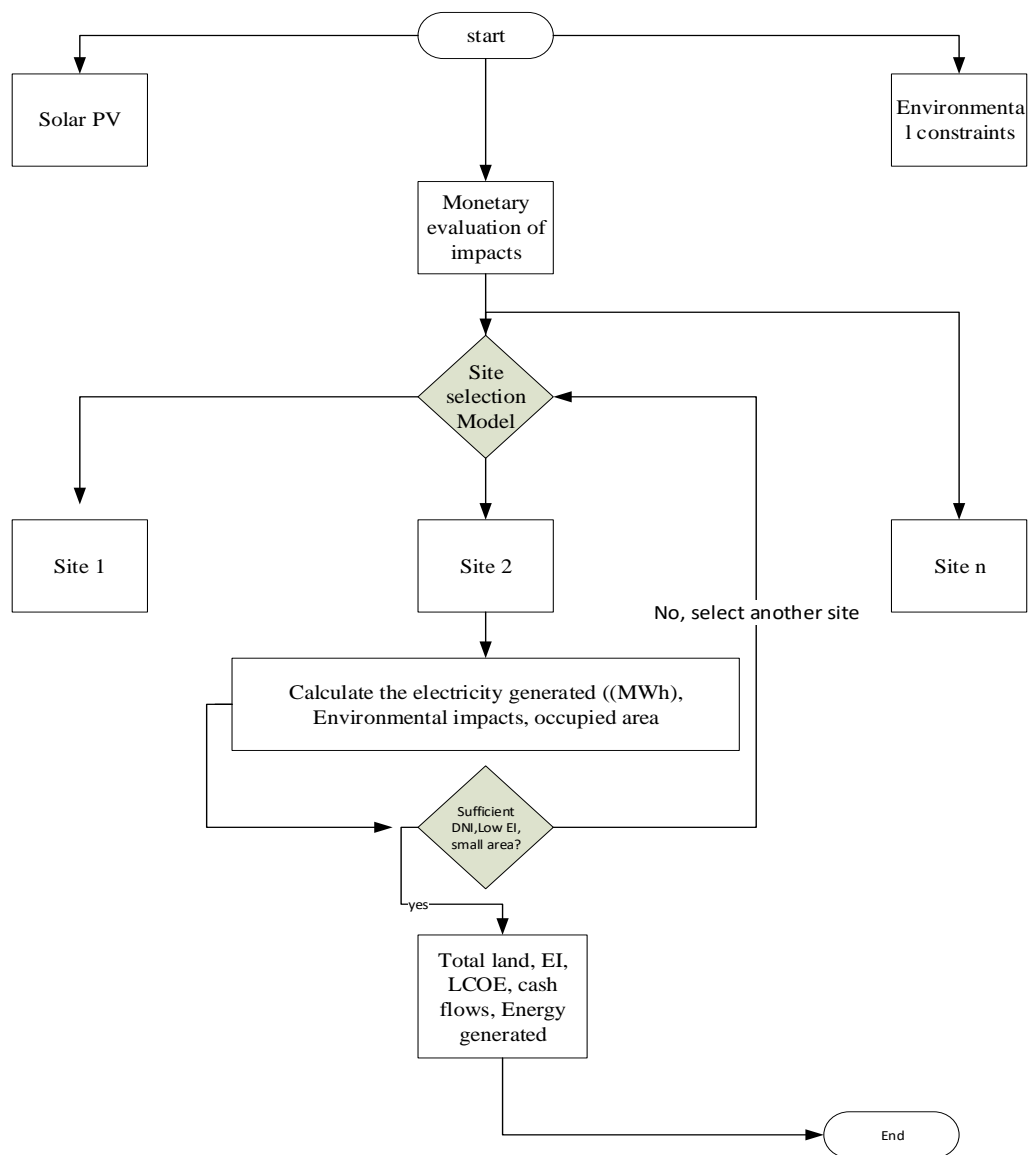 start
Solar PV
Environmenta
l constraints
Monetary
evaluation of
impacts
Site
selection
Model
Site 1
Site 2
Site n
No, select another site
Calculate the electricity generated ((MWh),
Environmental impacts, occupied area
Sufficient
DNI,Low EI,
small area?
yes
Total land, EI,
LCOE, cash
flows, Energy
generated
End